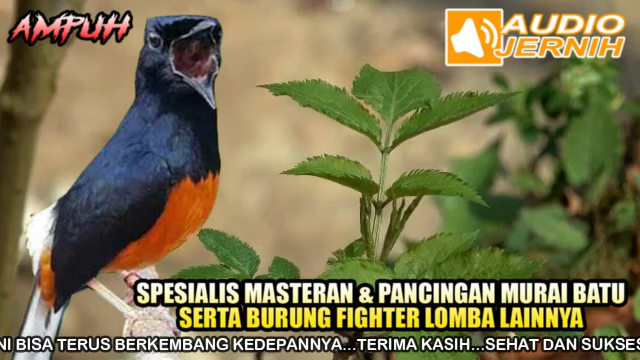 AMPUH
AUDIO
JERNIH
SPESIALIS MASTERAN & PANCINGAN MURAI BATU
SERTA BURUNG FIGHTER LOMBA LAINNYA
NI BISA TERUS BERKEMBANG KEDEPANNYA...TERIMA KASIH...SEHAT DAN SUKSES